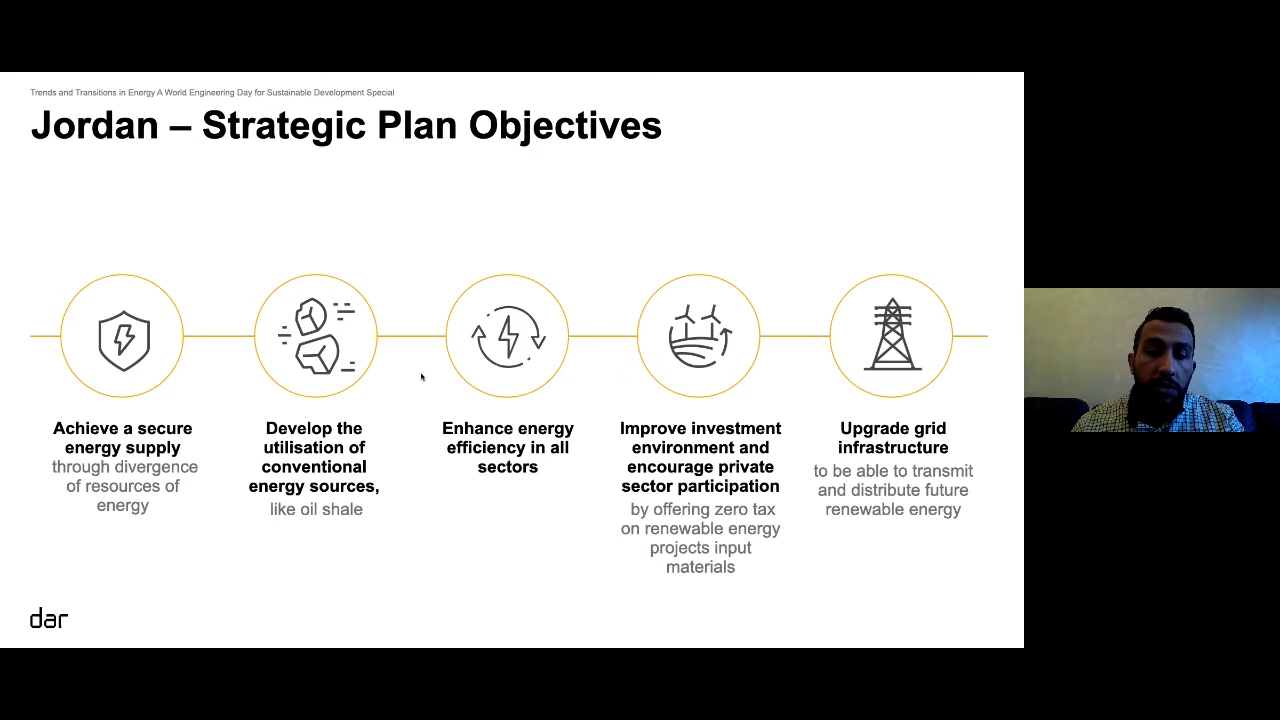 Trends and Transitions in Energy A World Engineering Day for Sustainable Development Special
Jordan – Strategic Plan Objectives
Achieve a secure
energy supply
through divergence
of resources of
energy
Develop the
utilisation of
conventional
energy sources,
like oil shale
Enhance energy
efficiency in all
sectors
Improve investment
environment and
encourage private
sector participation
by offering zero tax
on renewable energy
projects input
materials
Upgrade grid
infrastructure
to be able to transmit
and distribute future
renewable energy
dar